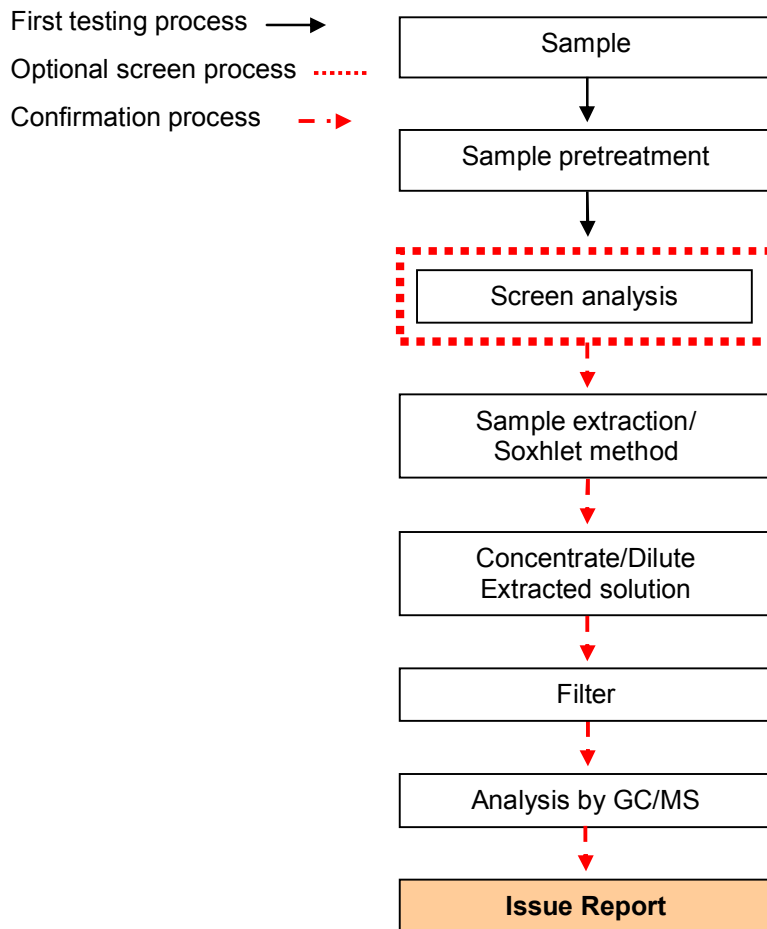 First testing process
Optional screen process
Confirmation process
Sample
Sample pretreatment
Screen analysis
Sample extraction/
Soxhlet method
Concentrate/Dilute
Extracted solution
Filter
Analysis by GC/MS
Issue Report